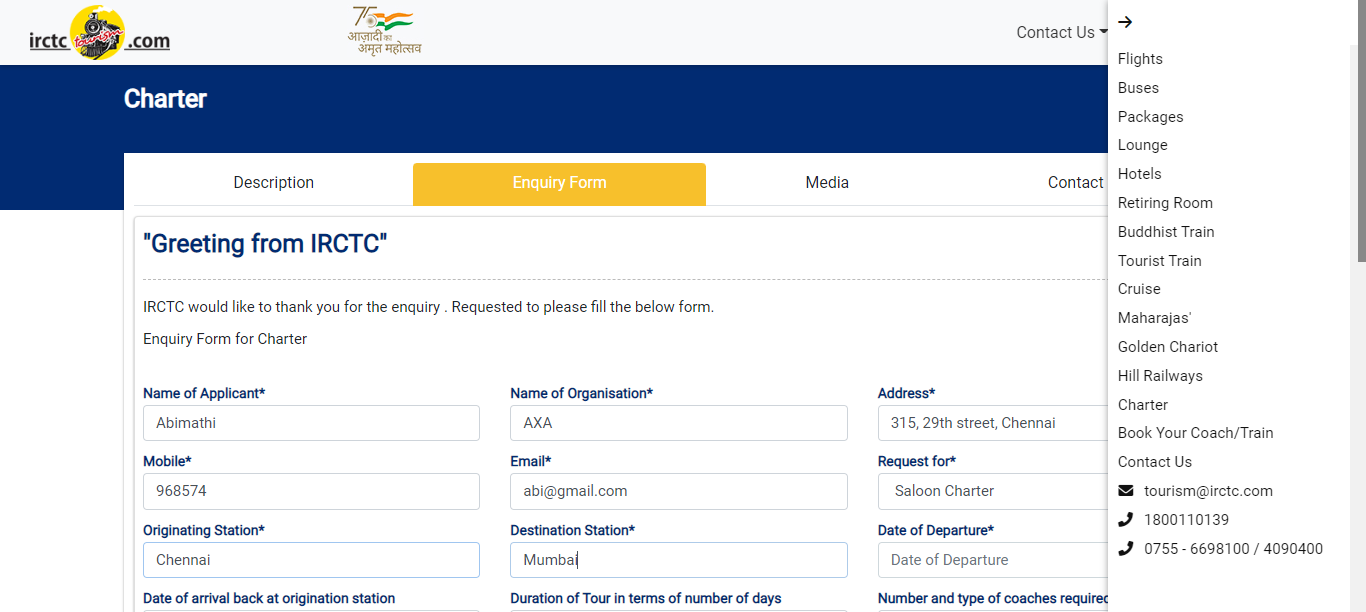 irctc tourism .com
75
आज़ादी का
अमृत महोत्सव
Contact Us
Charter
Description
Enquiry Form
Media
Contact
"Greeting from IRCTC"
IRCTC would like to thank you for the enquiry . Requested to please fill the below form.
Enquiry Form for Charter
Name of Applicant* Name of Organisation* Address*
Abimathi AXA 315, 29th street, Chennai
Mobile* Email* Request for*
968574 abi@gmail.com Saloon Charter
Originating Station* Destination Station* Date of Departure*
Chennai Mumbai Date of Departure
Date of arrival back at origination station Duration of Tour in terms of number of days Number and type of coaches required
Flights
Buses
Packages
Lounge
Hotels
Retiring Room
Buddhist Train
Tourist Train
Cruise
Maharajas'
Golden Chariot
Hill Railways
Charter
Book Your Coach/Train
Contact Us
tourism@irctc.com
1800110139
0755 - 6698100 / 4090400